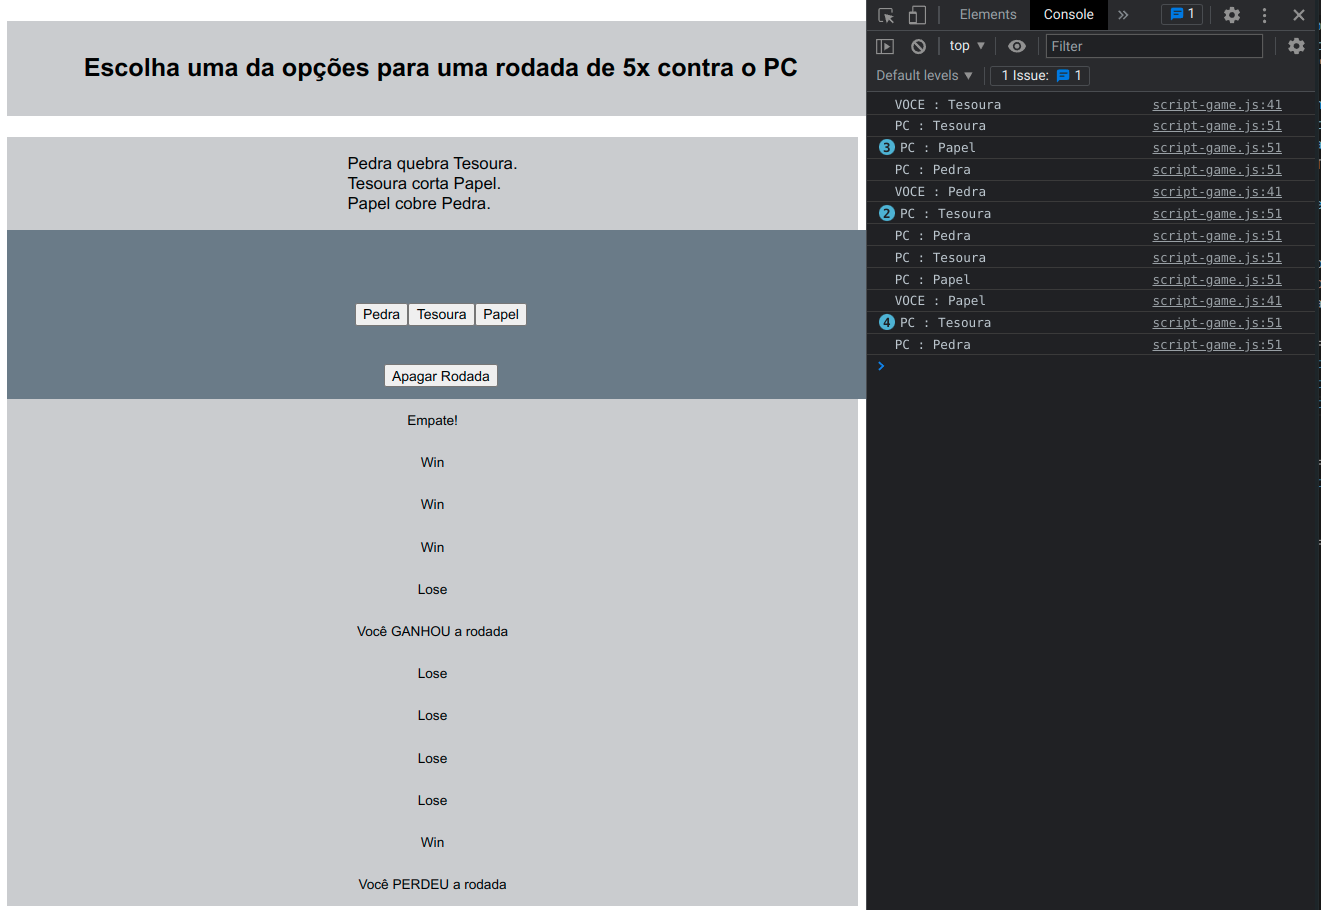 Escolha uma da opções para uma rodada de 5x contra o PC
Pedra quebra Tesoura.
Tesoura corta Papel.
Papel cobre Pedra.
Pedra Tesoura Papel
Apagar Rodada
Empate!
Win
Win
Win
Lose
Você GANHOU a rodada
Lose
Lose
Lose
Lose
Win
Você PERDEU a rodada
Elements Console » 1
top ▼ Filter
Default levels ▼ 1 Issue: 1
VOCE : Tesoura script-game.js:41
PC : Tesoura script-game.js:51
3 PC : Papel script-game.js:51
PC : Pedra script-game.js:51
VOCE : Pedra script-game.js:41
2 PC : Tesoura script-game.js:51
PC : Pedra script-game.js:51
PC : Tesoura script-game.js:51
PC : Papel script-game.js:51
VOCE : Papel script-game.js:41
4 PC : Tesoura script-game.js:51
PC : Pedra script-game.js:51